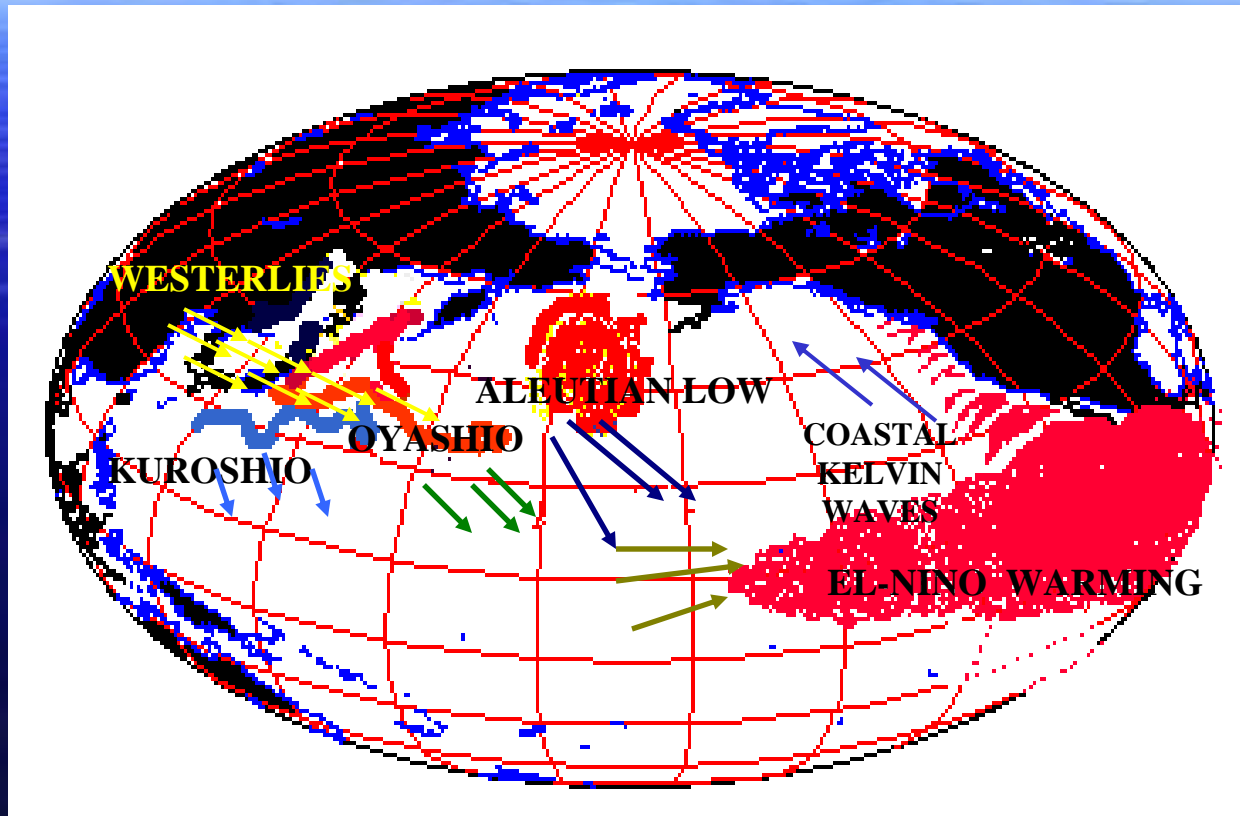 WESTERLIES
ALEUTIAN LOW
OYASHIO
KUROSHIO
COASTAL
KELVIN
WAVES
EL-NINO WARMING